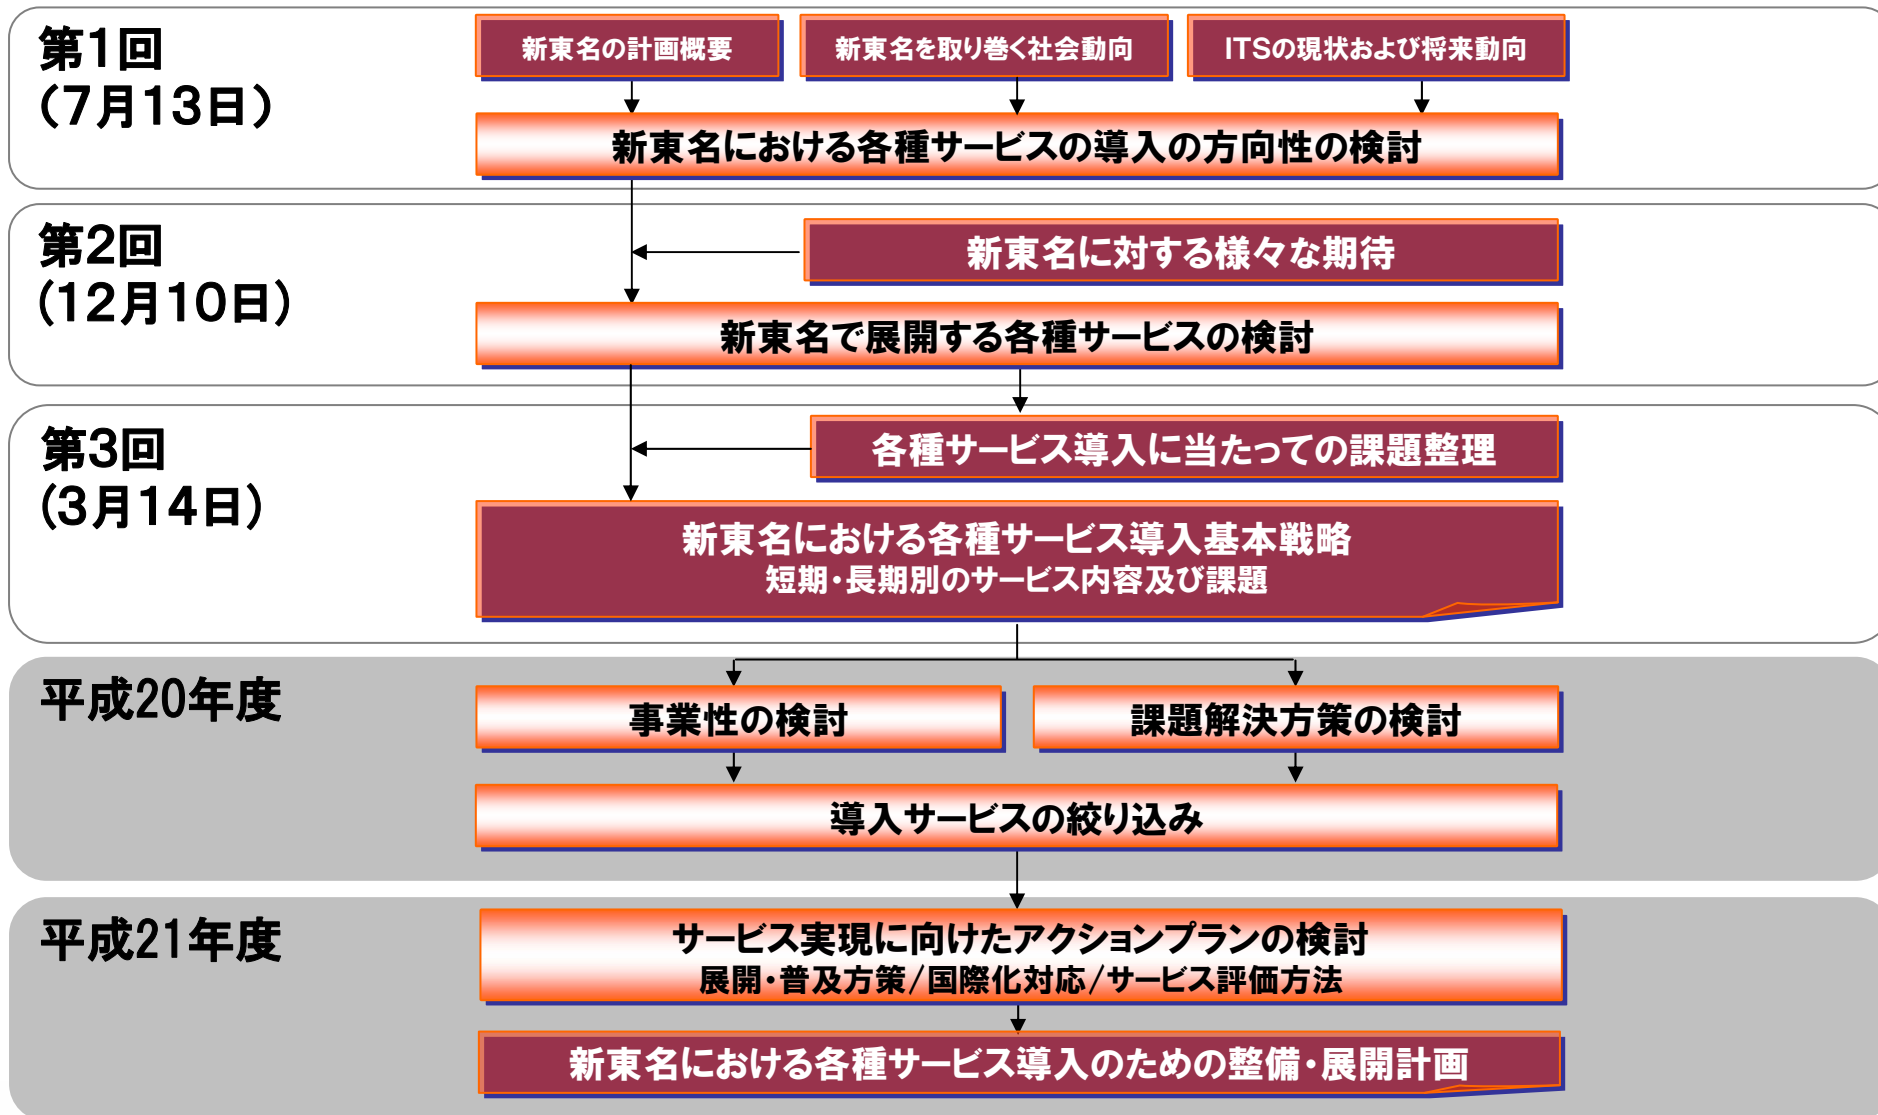 第1回
（7月13日）
新東名の計画概要
新東名を取り巻く社会動向
ITSの現状および将来動向
新東名における各種サービスの導入の方向性の検討
第2回
（12月10日）
新東名に対する様々な期待
新東名で展開する各種サービスの検討
第3回
（3月14日）
各種サービス導入に当たっての課題整理
新東名における各種サービス導入基本戦略
短期・長期別のサービス内容及び課題
平成20年度
事業性の検討
課題解決方策の検討
導入サービスの絞り込み
平成21年度
サービス実現に向けたアクションプランの検討
展開・普及方策/国際化対応/サービス評価方法
新東名における各種サービス導入のための整備・展開計画